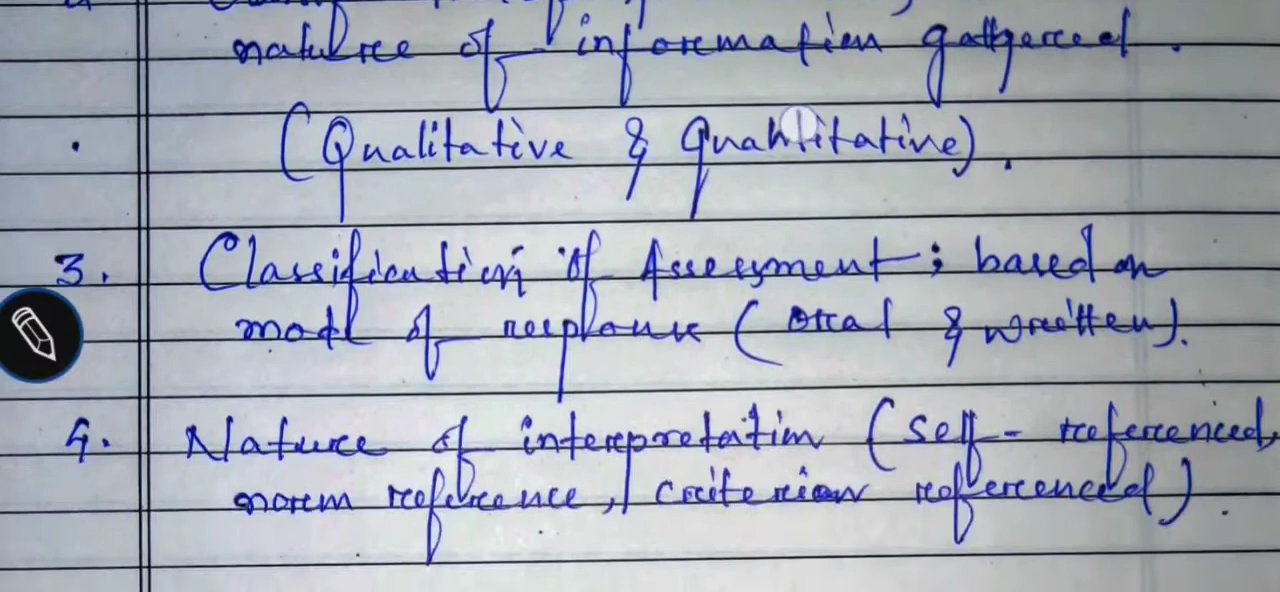 nature of information gathered.
(Qualitative & Quantitative).
3. Classification of Assessment; based on
mode of response (oral & written).
4. Nature of interpretation (self-referenced,
norm reference, criterion referenced).